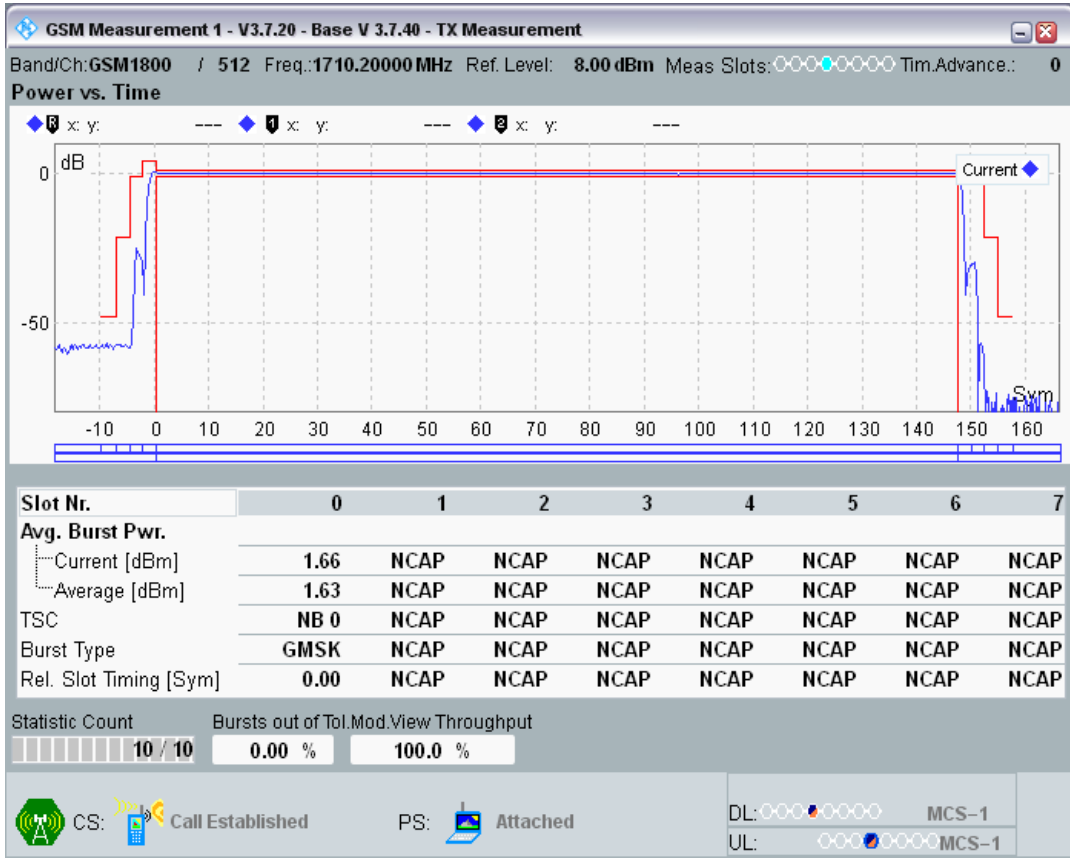 GSM Measurement 1 - V3.7.20 - Base V 3.7.40 - TX Measurement
Band/Ch:GSM1800 / 512 Freq.:1710.20000 MHz Ref. Level: 8.00 dBm Meas Slots: Tim.Advance.: 0
Power vs. Time
R x: y: --- 1 x: y: --- 2 x: y: ---
dB
Current
0
-50
Sym
-10 0 10 20 30 40 50 60 70 80 90 100 110 120 130 140 150 160
Slot Nr. 0 1 2 3 4 5 6 7
Avg. Burst Pwr.
Current [dBm] 1.66 NCAP NCAP NCAP NCAP NCAP NCAP NCAP
Average [dBm] 1.63 NCAP NCAP NCAP NCAP NCAP NCAP NCAP
TSC NB 0 NCAP NCAP NCAP NCAP NCAP NCAP NCAP
Burst Type GMSK NCAP NCAP NCAP NCAP NCAP NCAP NCAP
Rel. Slot Timing [Sym] 0.00 NCAP NCAP NCAP NCAP NCAP NCAP NCAP
Statistic Count Bursts out of Tol. Mod.View Throughput
10 / 10 0.00 % 100.0 %
CS: Call Established PS: Attached
DL: MCS-1
UL: MCS-1